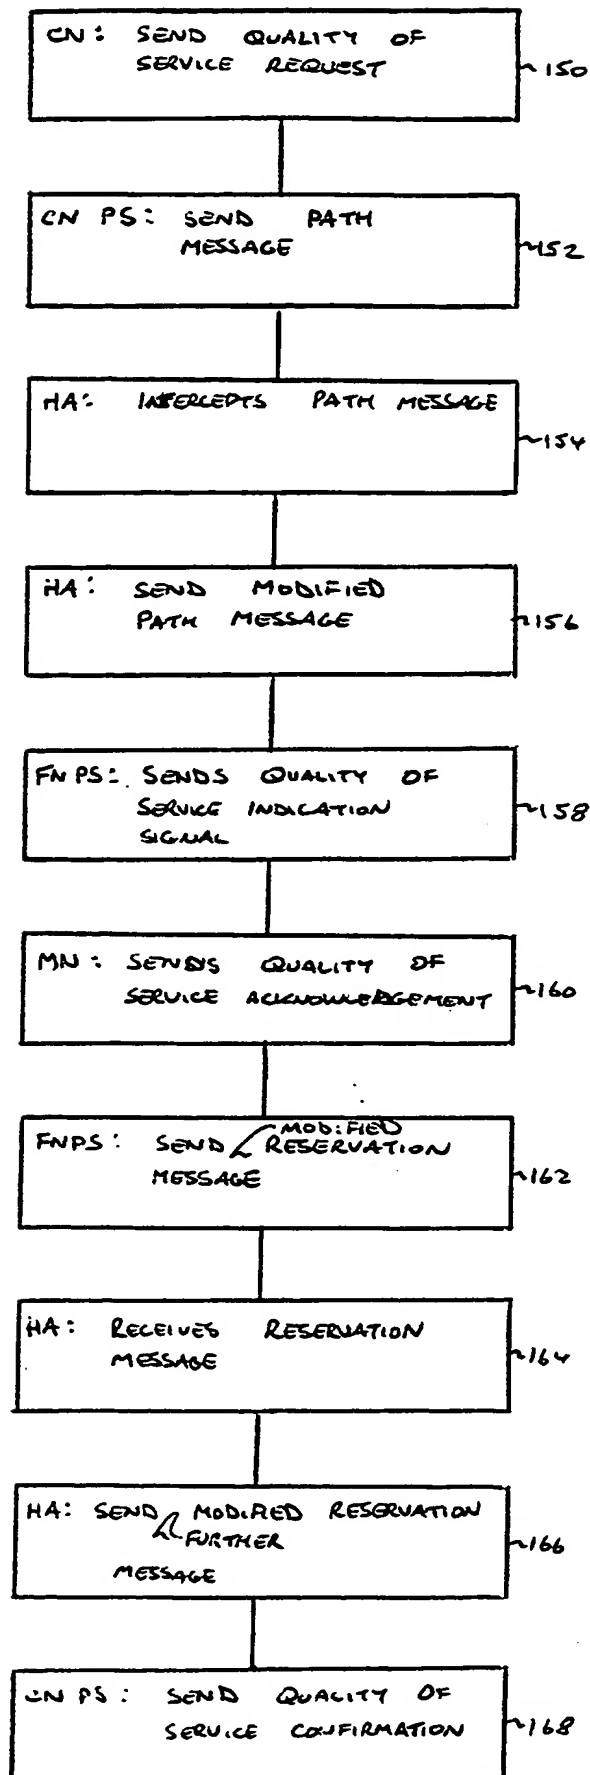 CN: SEND QUALITY OF
SERVICE REQUEST
~150
CN PS: SEND PATH
MESSAGE
~152
HA: INTERCEPTS PATH MESSAGE
~154
HA: SEND MODIFIED
PATH MESSAGE
~156
FNPS: SENDS QUALITY OF
SERVICE INDICATION
SIGNAL
~158
MN: SENDS QUALITY OF
SERVICE ACKNOWLEDGEMENT
~160
MODIFIED
FNPS: SEND RESERVATION
MESSAGE
~162
HA: RECEIVES RESERVATION
MESSAGE
~164
HA: SEND MODIFIED RESERVATION
FURTHER
MESSAGE
~166
CN PS: SEND QUALITY OF
SERVICE CONFIRMATION
~168